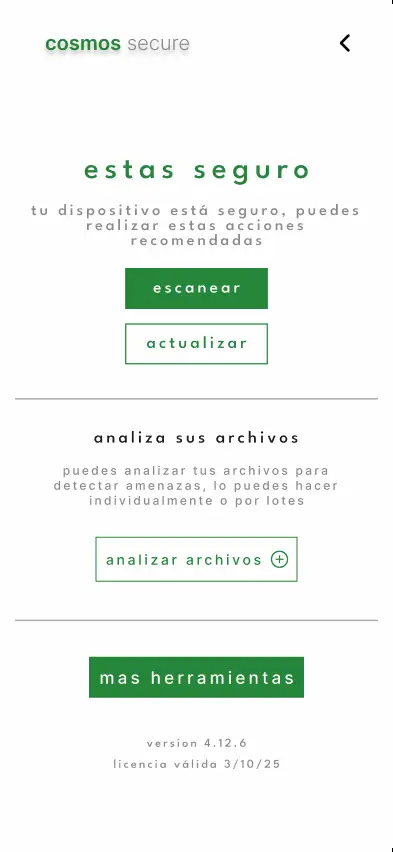 cosmos secure
estas seguro
tu dispositivo está seguro, puedes
realizar estas acciones
recomendadas
escanear
actualizar
analiza sus archivos
puedes analizar tus archivos para
detectar amenazas, lo puedes hacer
individualmente o por lotes
analizar archivos
mas herramientas
version 4.12.6
licencia válida 3/10/25